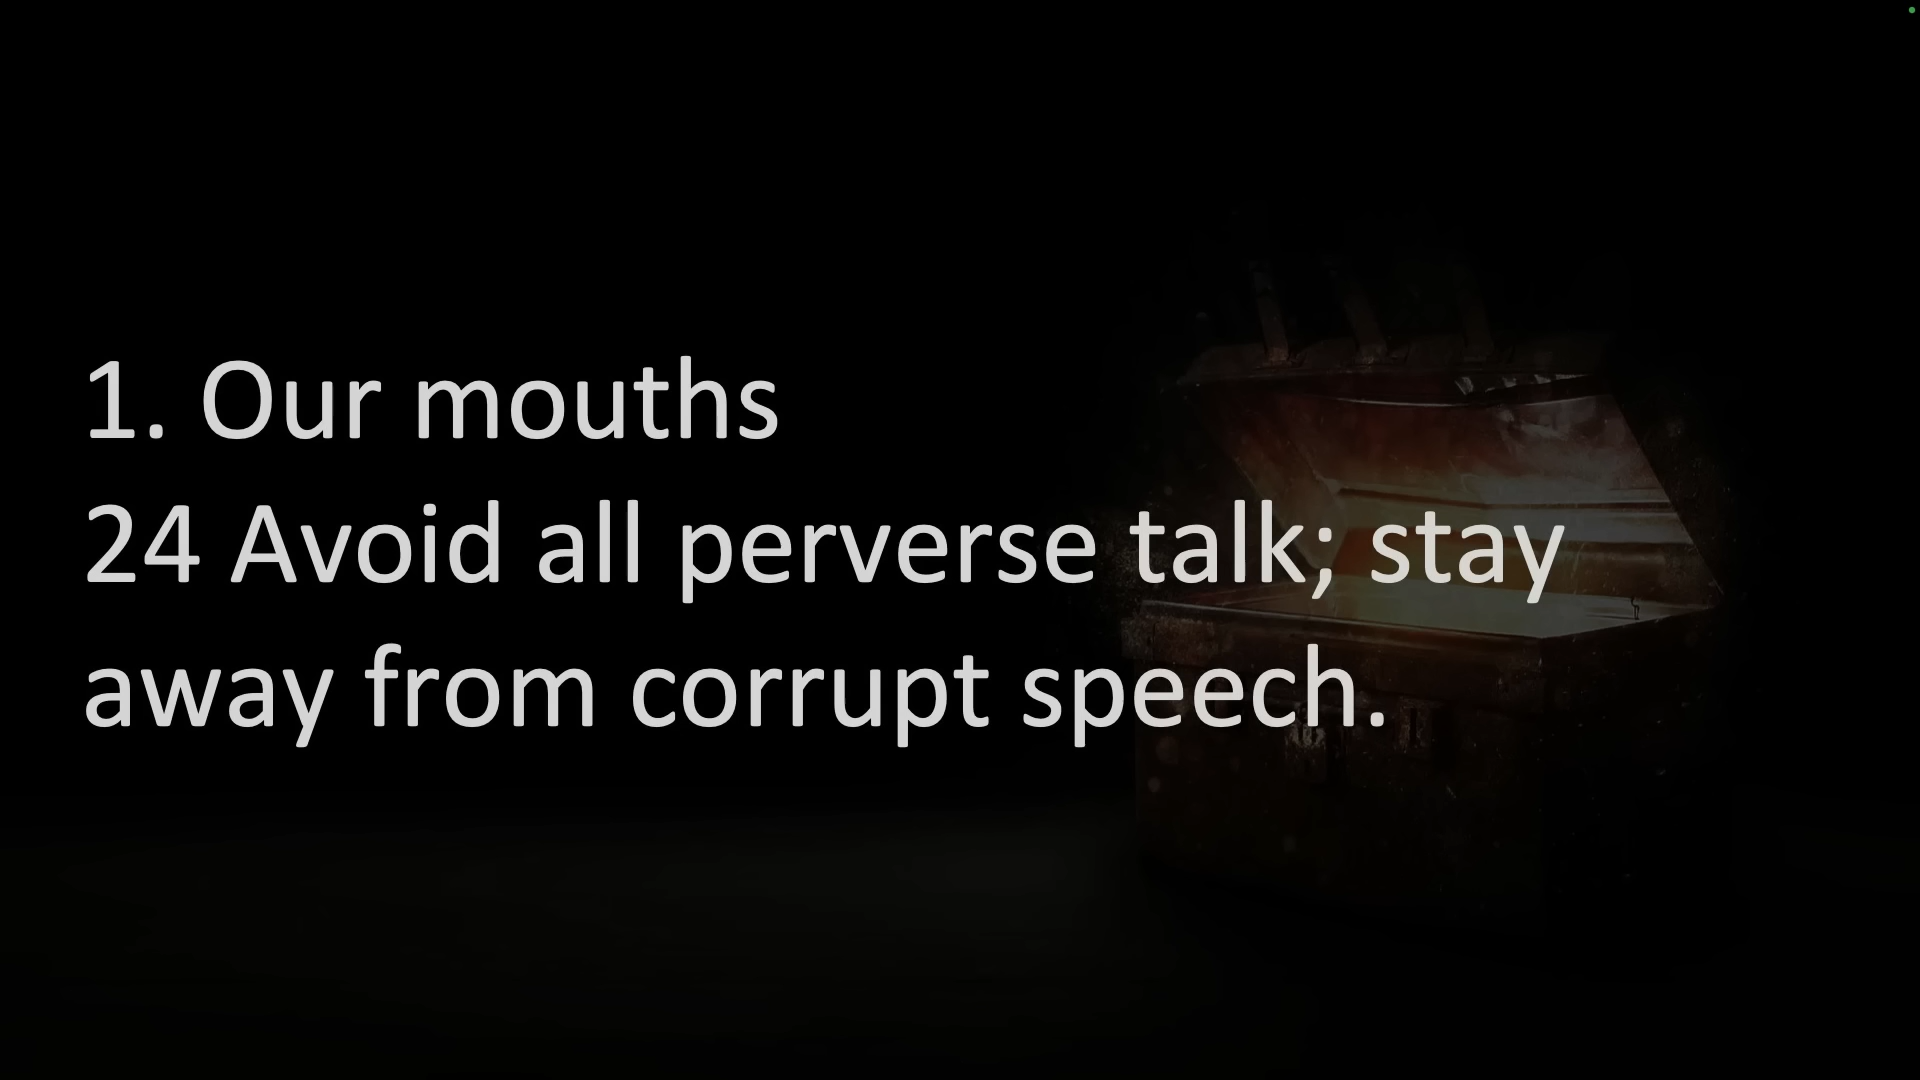 1. Our mouths
24 Avoid all perverse talk; stay
away from corrupt speech.